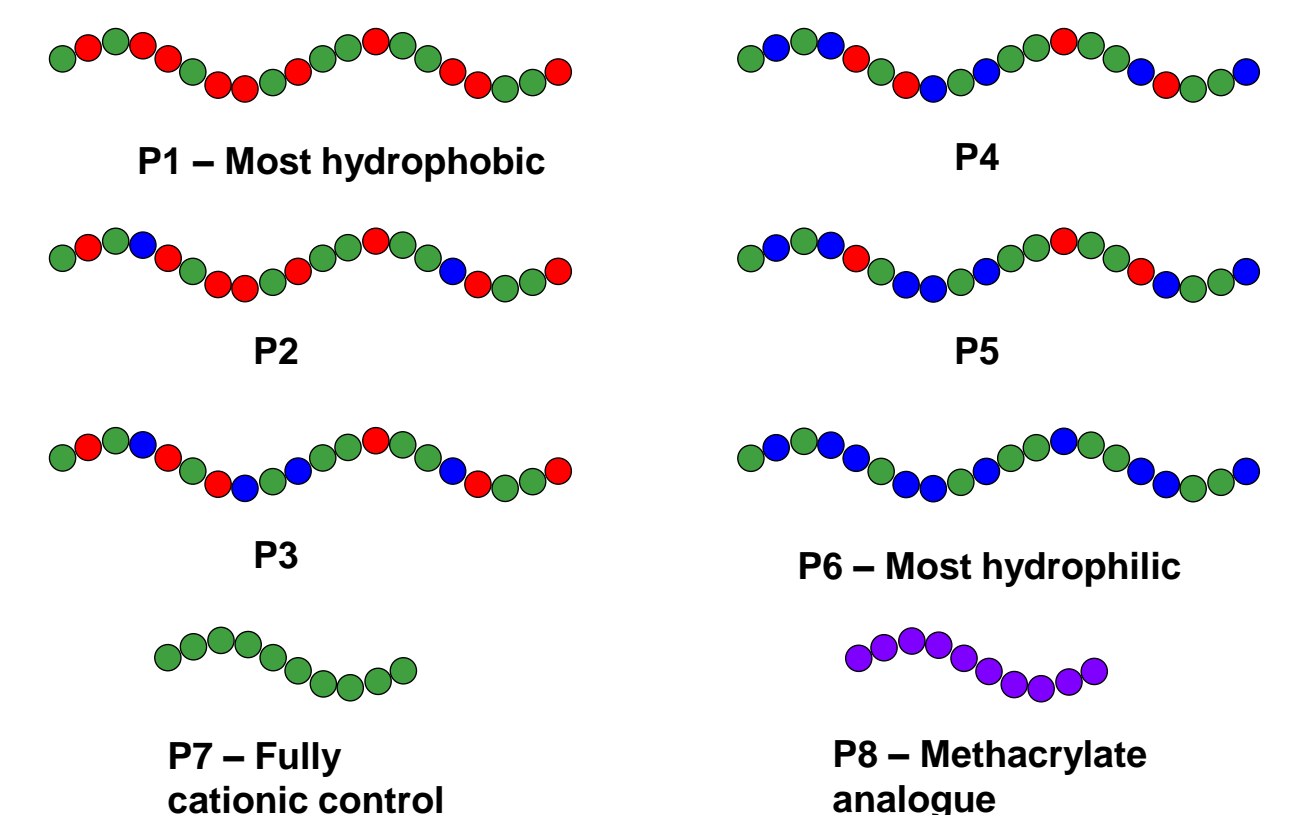 P1 – Most hydrophobic
P4
P2
P5
P3
P6 – Most hydrophilic
P7 – Fully
cationic control
P8 – Methacrylate
analogue